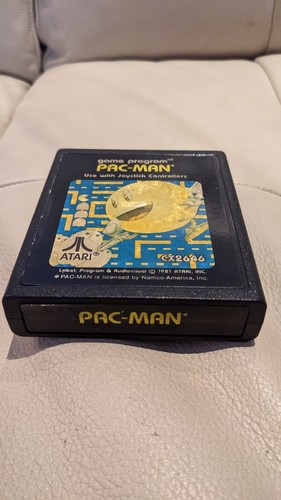 game program™
PAC-MAN*
Use with Joystick Controllers
ATARI®
CX2646
Label, Program & Audiovisual © 1981 ATARI, INC.
* PAC-MAN is licensed by Namco-America, Inc.
PAC-MAN*